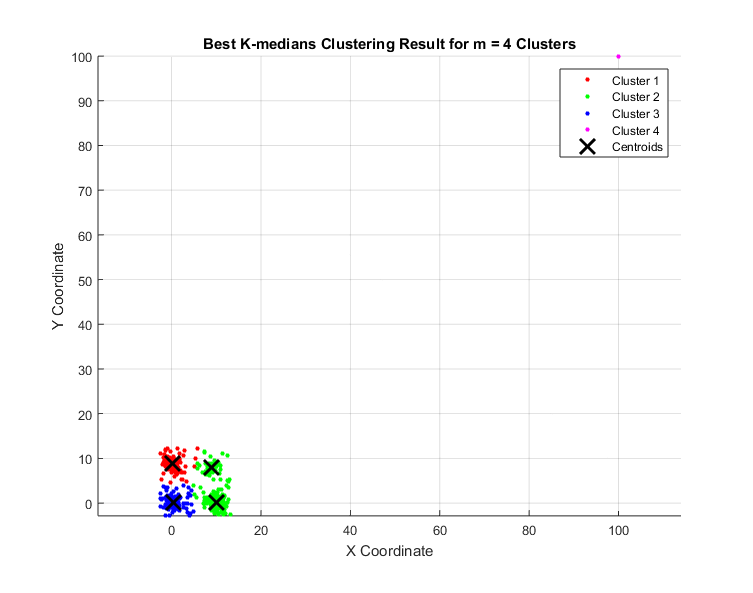 Best K-medians Clustering Result for m = 4 Clusters
100
90
80
70
60
50
40
30
20
10
0
Y Coordinate
Cluster 1
Cluster 2
Cluster 3
Cluster 4
Centroids
0 20 40 60 80 100
X Coordinate